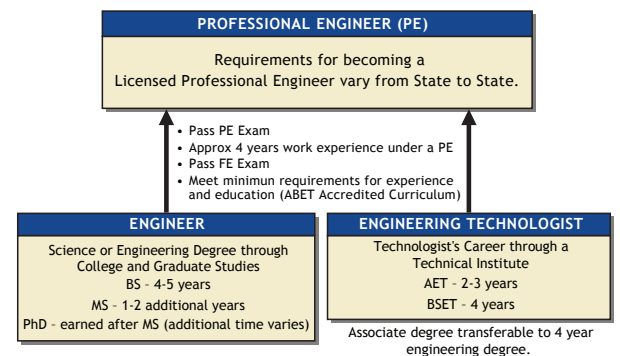 PROFESSIONAL ENGINEER (PE)
Requirements for becoming a
Licensed Professional Engineer vary from State to State.
• Pass PE Exam
• Approx 4 years work experience under a PE
• Pass FE Exam
• Meet minimun requirements for experience
and education (ABET Accredited Curriculum)
ENGINEER
Science or Engineering Degree through
College and Graduate Studies
BS - 4-5 years
MS - 1-2 additional years
PhD - earned after MS (additional time varies)
ENGINEERING TECHNOLOGIST
Technologist's Career through a
Technical Institute
AET - 2-3 years
BSET - 4 years
Associate degree transferable to 4 year
engineering degree.